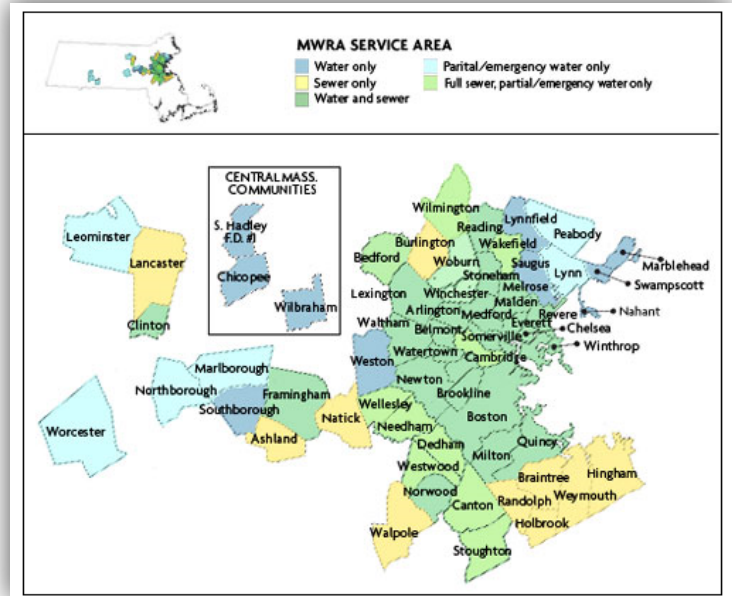 MWRA SERVICE AREA
Water only
Sewer only
Water and sewer
Parital/emergency water only
Full sewer, partial/emergency water only
CENTRAL MASS.
COMMUNITIES
S. Hadley
F.D. #1
Chicopee
Wilbraham
Leominster
Lancaster
Clinton
Wilmington
Lynnfield
Reading
Peabody
Burlington
Wakefield
Bedford
Woburn
Saugus
Lynn
Marblehead
Stoneham
Swampscott
Lexington
Winchester
Melrose
Malden
Nahant
Arlington
Medford
Revere
Waltham
Everett
Chelsea
Belmont
Somerville
Winthrop
Weston
Watertown
Cambridge
Marlborough
Newton
Northborough
Framingham
Brookline
Southborough
Wellesley
Natick
Boston
Ashland
Needham
Worcester
Dedham
Quincy
Milton
Westwood
Braintree
Hingham
Norwood
Randolph
Weymouth
Canton
Walpole
Holbrook
Stoughton